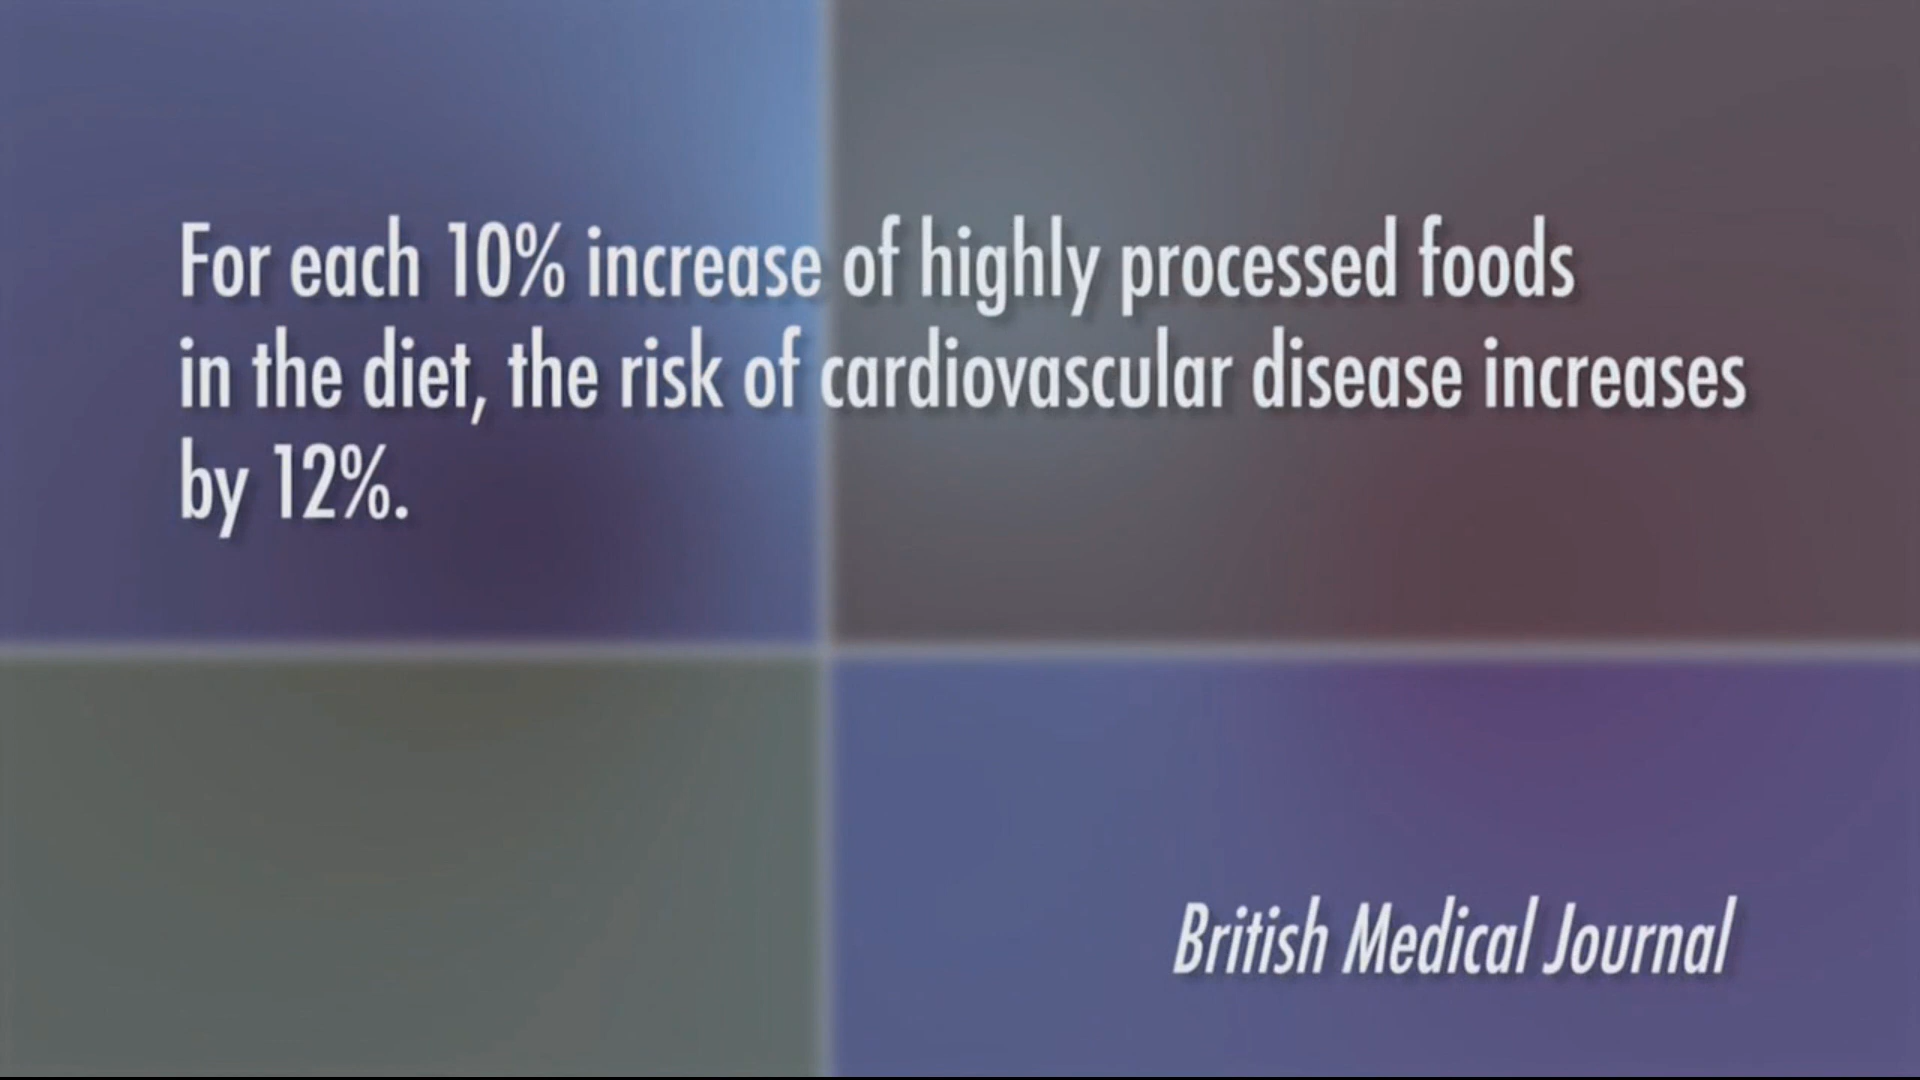 For each 10% increase of highly processed foods
in the diet, the risk of cardiovascular disease increases
by 12%.
British Medical Journal